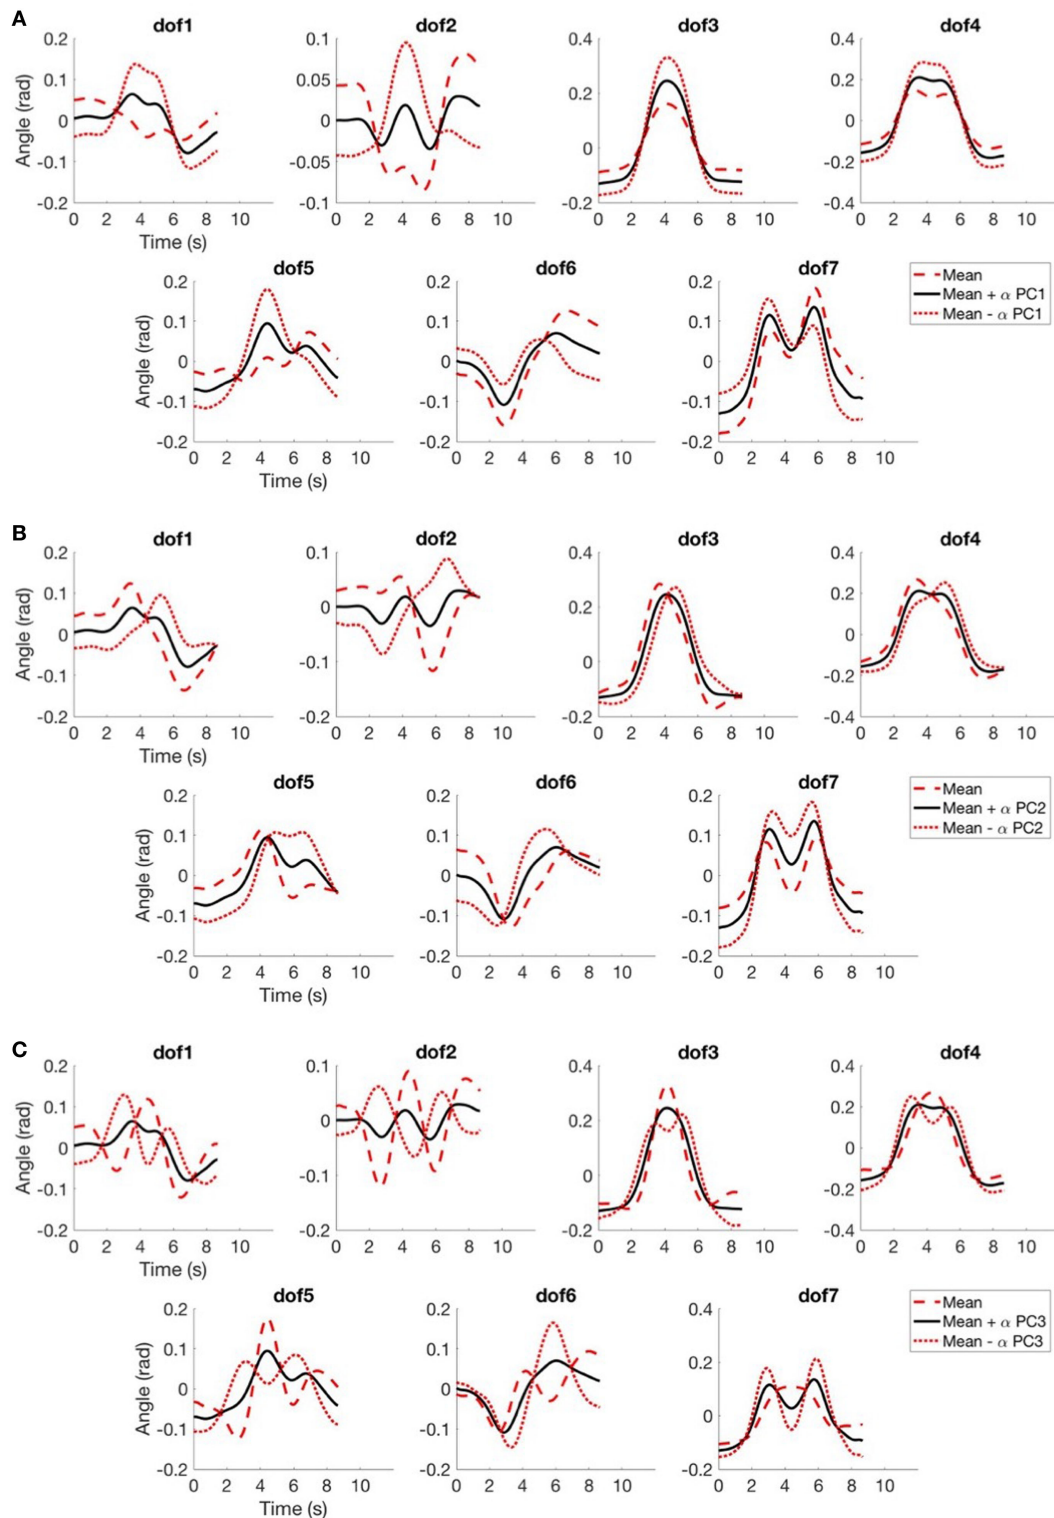 A
dof1 dof2 dof3 dof4
0.2 0.1 0.4 0.4
0.1 0.05 0.2 0.2
0 0 0 0
-0.1 -0.05 -0.2
-0.2 -0.1 -0.2 -0.4
Angle (rad)
0 2 4 6 8 10 0 2 4 6 8 10 0 2 4 6 8 10 0 2 4 6 8 10
Time (s)
dof5 dof6 dof7
0.2 0.2 0.2
0.1 0.1 0.1
0 0 0
-0.1 -0.1 -0.1
-0.2 -0.2 -0.2
Angle (rad)
0 2 4 6 8 10 0 2 4 6 8 10 0 2 4 6 8 10
Time (s)
Mean
Mean + α PC1
Mean - α PC1
B
dof1 dof2 dof3 dof4
0.2 0.1 0.4 0.4
0.1 0.2 0.2
0 0 0 0
-0.1 -0.1 -0.2
-0.2 -0.2 -0.2 -0.4
Angle (rad)
0 2 4 6 8 10 0 2 4 6 8 10 0 2 4 6 8 10 0 2 4 6 8 10
Time (s)
dof5 dof6 dof7
0.2 0.2 0.2
0.1 0.1 0.1
0 0 0
-0.1 -0.1 -0.1
-0.2 -0.2 -0.2
Angle (rad)
0 2 4 6 8 10 0 2 4 6 8 10 0 2 4 6 8 10
Time (s)
Mean
Mean + α PC2
Mean - α PC2
C
dof1 dof2 dof3 dof4
0.2 0.1 0.4 0.4
0.1 0.2 0.2
0 0 0 0
-0.1 -0.1 -0.2
-0.2 -0.2 -0.2 -0.4
Angle (rad)
0 2 4 6 8 10 0 2 4 6 8 10 0 2 4 6 8 10 0 2 4 6 8 10
Time (s)
dof5 dof6 dof7
0.2 0.2 0.4
0.1 0.1 0.2
0 0 0
-0.1 -0.1
-0.2 -0.2 -0.2
Angle (rad)
0 2 4 6 8 10 0 2 4 6 8 10 0 2 4 6 8 10
Time (s)
Mean
Mean + α PC3
Mean - α PC3